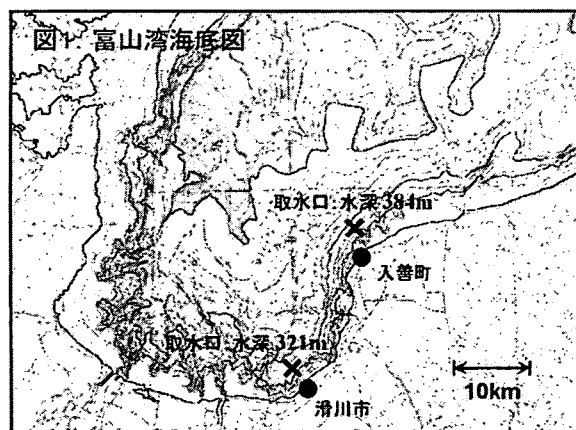 図1. 富山湾海底図
取水口 水深384m
入善町
取水口 水深321m
10km
滑川市